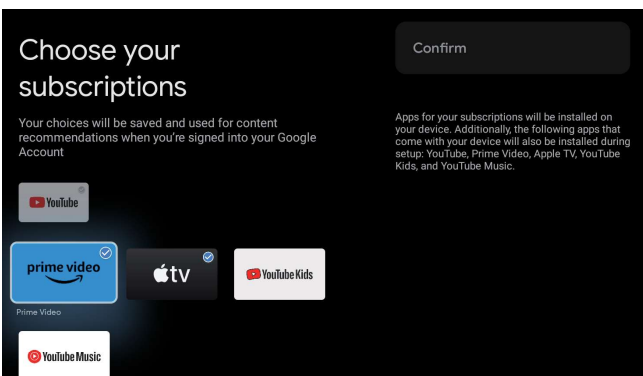 Choose your
subscriptions
Your choices will be saved and used for content
recommendations when you're signed into your Google
Account
YouTube
prime video
tv
YouTube Kids
Prime Video
YouTube Music
Confirm
Apps for your subscriptions will be installed on
your device. Additionally, the following apps that
come with your device will also be installed during
setup: YouTube, Prime Video, Apple TV, YouTube
Kids, and YouTube Music.